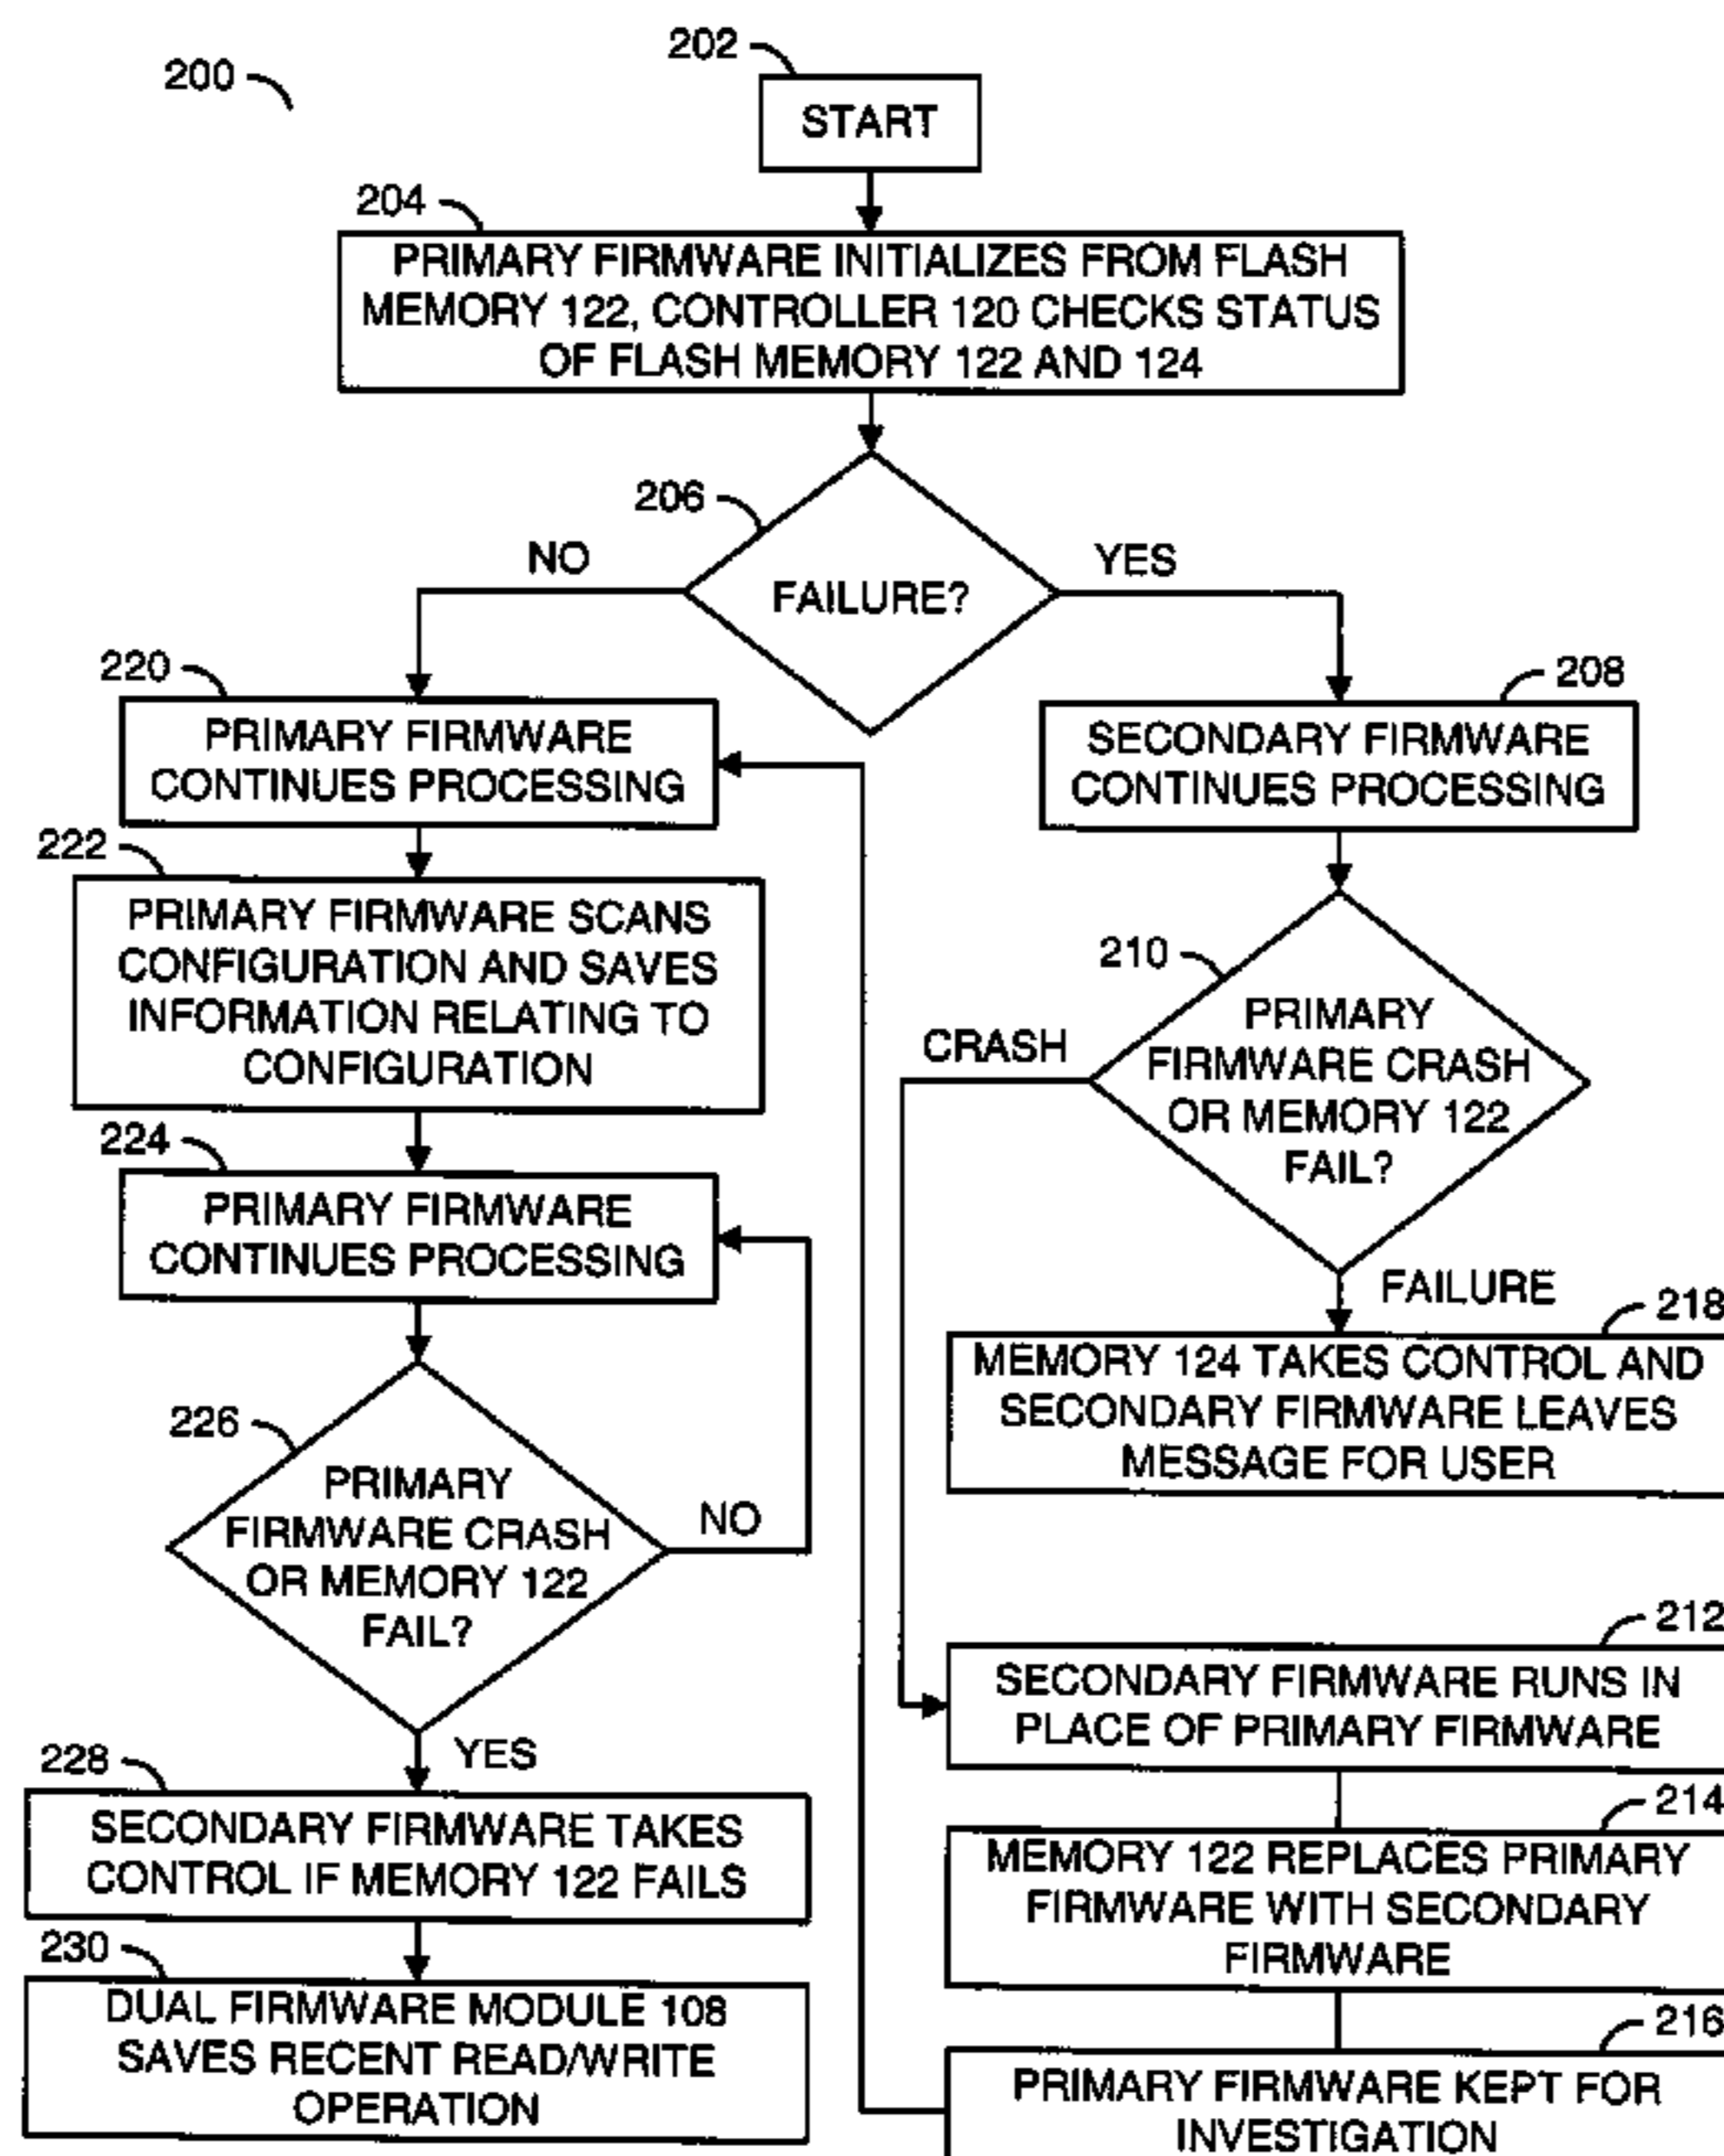 200
202
START
204
PRIMARY FIRMWARE INITIALIZES FROM FLASH
MEMORY 122, CONTROLLER 120 CHECKS STATUS
OF FLASH MEMORY 122 AND 124
206
FAILURE?
NO
YES
220
PRIMARY FIRMWARE
CONTINUES PROCESSING
208
SECONDARY FIRMWARE
CONTINUES PROCESSING
222
PRIMARY FIRMWARE SCANS
CONFIGURATION AND SAVES
INFORMATION RELATING TO
CONFIGURATION
210
PRIMARY
FIRMWARE CRASH
OR MEMORY 122
FAIL?
CRASH
FAILURE
224
PRIMARY FIRMWARE
CONTINUES PROCESSING
218
MEMORY 124 TAKES CONTROL AND
SECONDARY FIRMWARE LEAVES
MESSAGE FOR USER
226
PRIMARY
FIRMWARE CRASH
OR MEMORY 122
FAIL?
NO
YES
212
SECONDARY FIRMWARE RUNS IN
PLACE OF PRIMARY FIRMWARE
228
SECONDARY FIRMWARE TAKES
CONTROL IF MEMORY 122 FAILS
214
MEMORY 122 REPLACES PRIMARY
FIRMWARE WITH SECONDARY
FIRMWARE
230
DUAL FIRMWARE MODULE 108
SAVES RECENT READ/WRITE
OPERATION
216
PRIMARY FIRMWARE KEPT FOR
INVESTIGATION